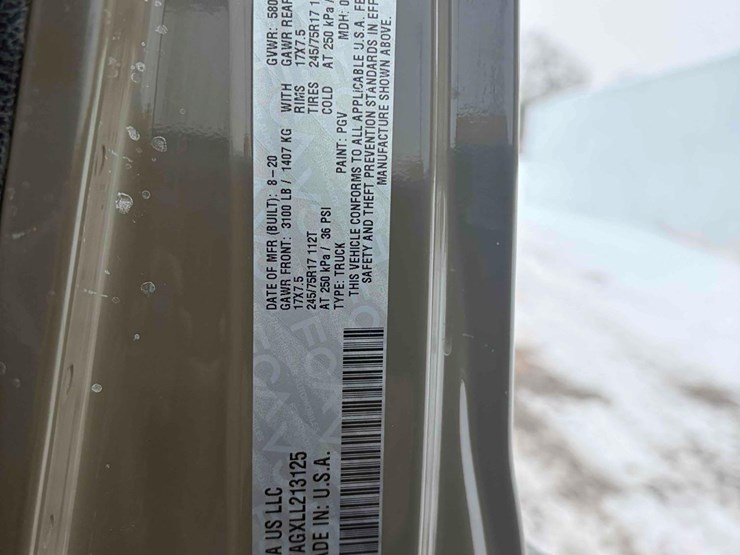 A US LLC
AGXLL213125
ADE IN: U.S.A.
DATE OF MFR (BUILT): 8-20
GVWR: 580
GAWR FRONT: 3100 LB / 1407 KG WITH GAWR REAR
17X7.5 RIMS 17X7.5
245/75R17 112T TIRES 245/75R17 1
AT 250 kPa / 36 PSI COLD AT 250 kPa /
TYPE: TRUCK PAINT: PGV MDH: 0
THIS VEHICLE CONFORMS TO ALL APPLICABLE U.S.A. FE
SAFETY AND THEFT PREVENTION STANDARDS IN EFF
MANUFACTURE SHOWN ABOVE.